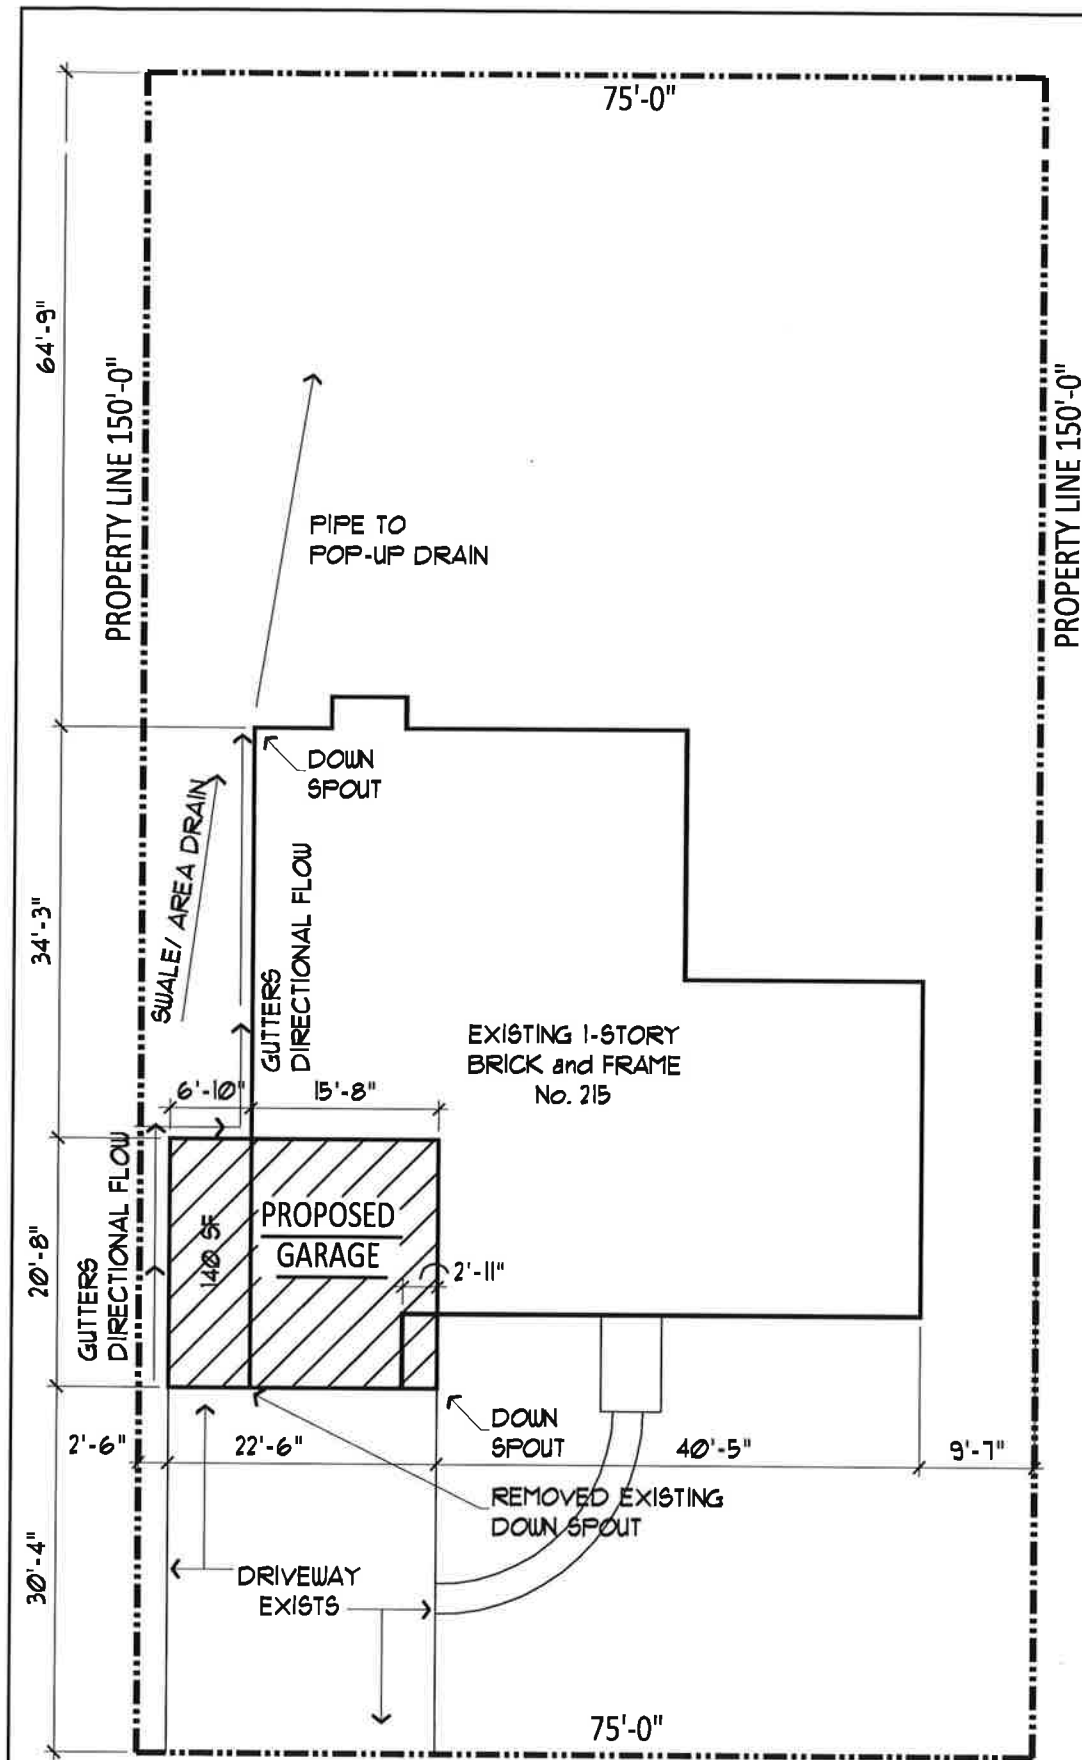 75'-0"
64'-9"
PROPERTY LINE 150'-0"
PROPERTY LINE 150'-0"
PIPE TO
POP-UP DRAIN
DOWN
SPOUT
SWALE/ AREA DRAIN
34'-3"
GUTTERS
DIRECTIONAL FLOW
EXISTING 1-STORY
BRICK and FRAME
No. 215
6'-10"
15'-8"
GUTTERS
DIRECTIONAL FLOW
20'-8"
140 SF
PROPOSED
GARAGE
2'-11"
DOWN
SPOUT
2'-6"
22'-6"
40'-5"
9'-7"
REMOVED EXISTING
DOWN SPOUT
30'-4"
DRIVEWAY
EXISTS
75'-0"